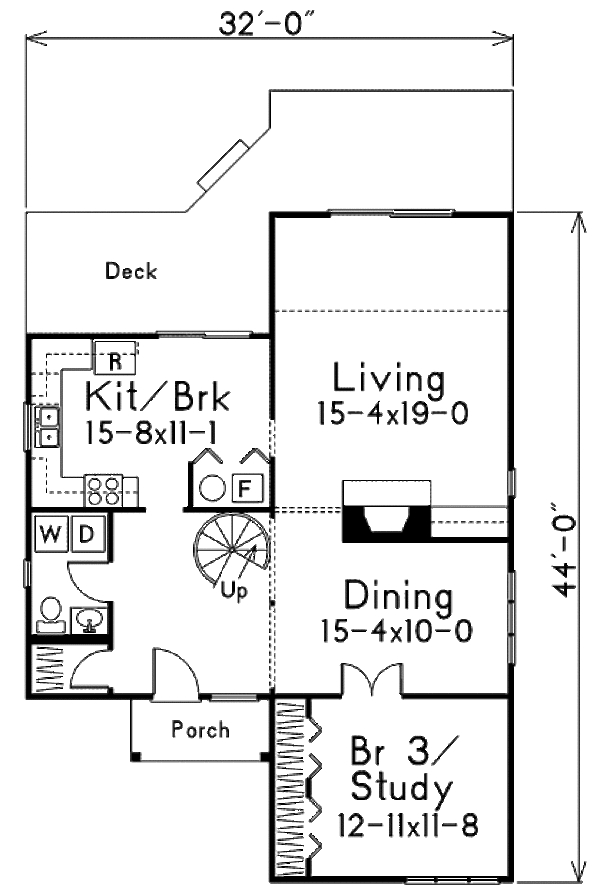 32'-0"
Deck
R
Kit/Brk
15-8x11-1
Living
15-4x19-0
F
W D
Up
44'-0"
Dining
15-4x10-0
Porch
Br 3/
Study
12-11x11-8